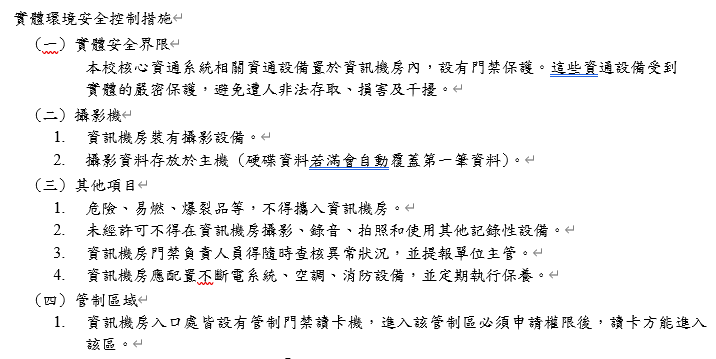 實體環境安全控制措施
（一）實體安全界限
本校核心資通系統相關資通設備置於資訊機房內，設有門禁保護。這些資通設備受到
實體的嚴密保護，避免遭人非法存取、損害及干擾。
（二）攝影機
1. 資訊機房裝有攝影設備。
2. 攝影資料存放於主機（硬碟資料若滿會自動覆蓋第一筆資料）。
（三）其他項目
1. 危險、易燃、爆裂品等，不得攜入資訊機房。
2. 未經許可不得在資訊機房攝影、錄音、拍照和使用其他記錄性設備。
3. 資訊機房門禁負責人員得隨時查核異常狀況，並提報單位主管。
4. 資訊機房應配置不斷電系統、空調、消防設備，並定期執行保養。
（四）管制區域
1. 資訊機房入口處皆設有管制門禁讀卡機，進入該管制區必須申請權限後，讀卡方能進入
該區。